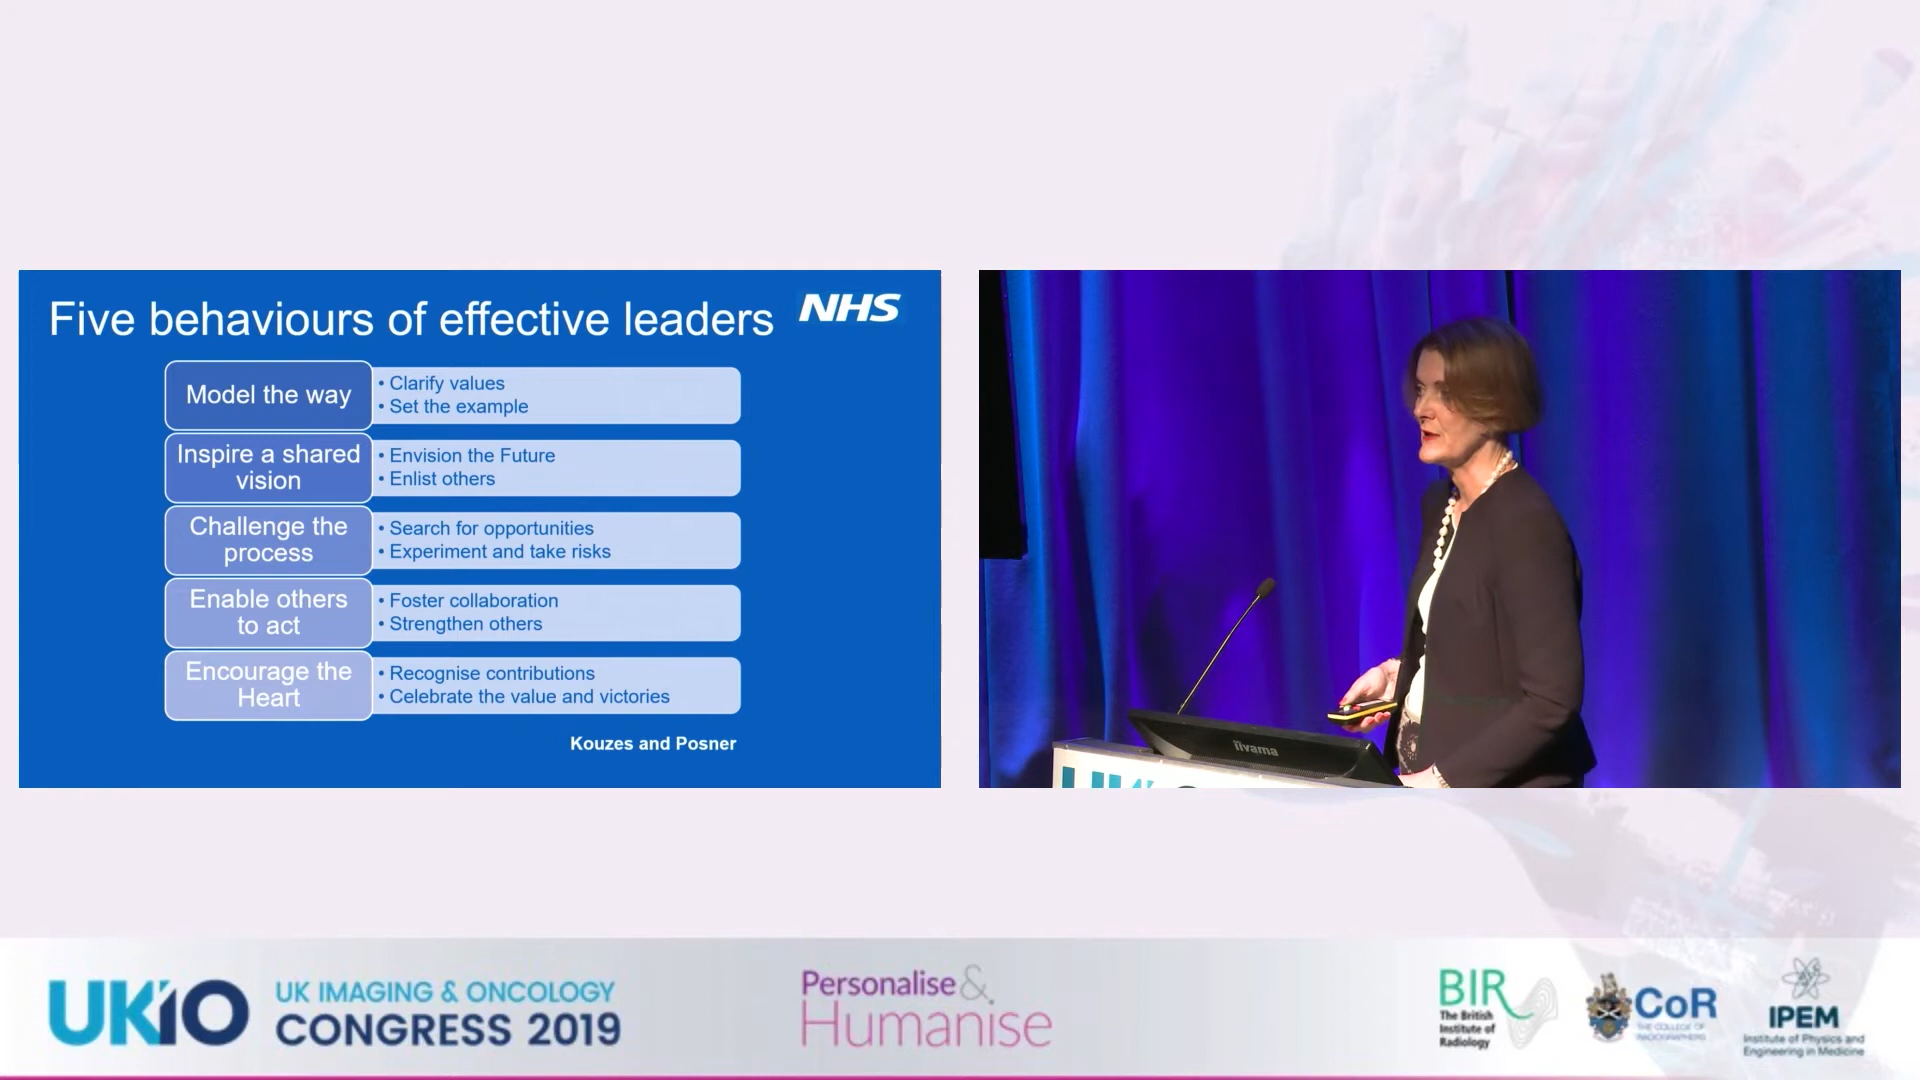 Five behaviours of effective leaders
NHS
Model the way
• Clarify values
• Set the example
Inspire a shared
vision
• Envision the Future
• Enlist others
Challenge the
process
• Search for opportunities
• Experiment and take risks
Enable others
to act
• Foster collaboration
• Strengthen others
Encourage the
Heart
• Recognise contributions
• Celebrate the value and victories
Kouzes and Posner
iiyama
UKiO
UK IMAGING & ONCOLOGY
CONGRESS 2019
Personalise &
Humanise
BIR
The British
Institute of
Radiology
CoR
THE COLLEGE OF
RADIOGRAPHERS
IPEM
Institute of Physics and
Engineering in Medicine